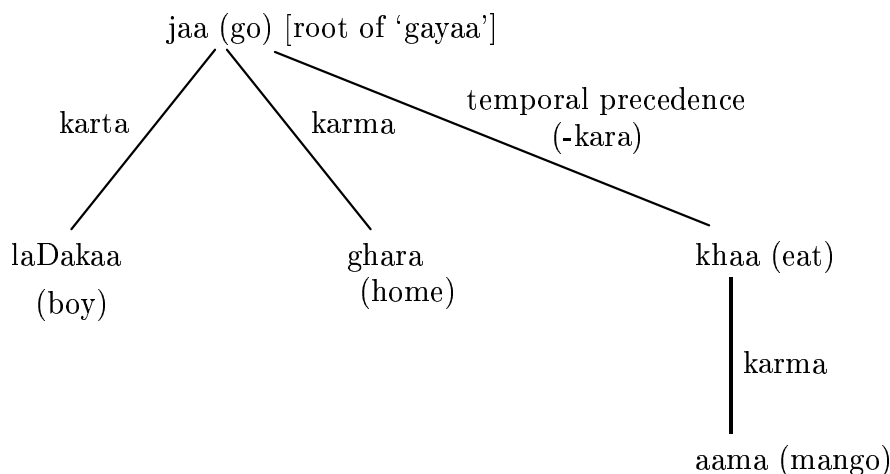 jaa (go) [root of ‘gayaa’]
temporal precedence
(-kara)
karta
karma
laDakaa
(boy)
ghara
(home)
khaa (eat)
karma
aama (mango)